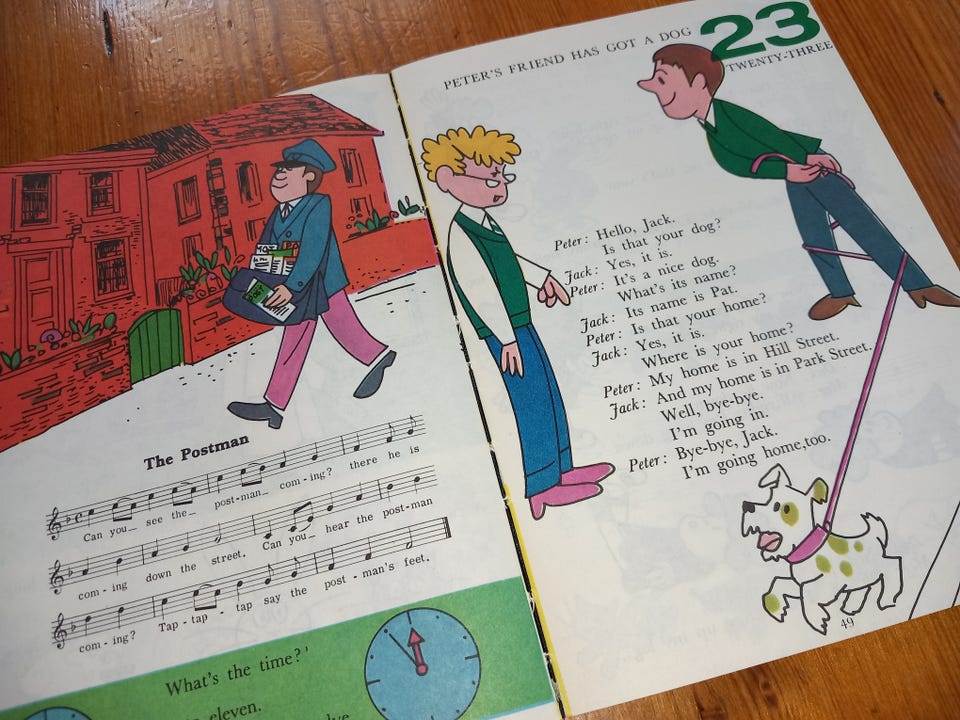 The Postman
Can you_ see the_ post-man_ com-ing? there he is
com - ing down the street. Can you_ hear the post-man
com - ing? Tap - tap - tap say the post - man's feet.
What's the time?'
eleven.
PETER'S FRIEND HAS GOT A DOG
23
TWENTY-THREE
Peter: Hello, Jack.
Is that your dog?
Jack: Yes, it is.
Peter: It's a nice dog.
What's its name?
Jack: Its name is Pat.
Peter: Is that your home?
Jack: Yes, it is.
Where is your home?
Peter: My home is in Hill Street.
Jack: And my home is in Park Street.
Well, bye-bye.
I'm going in.
Peter: Bye-bye, Jack.
I'm going home,too.
49